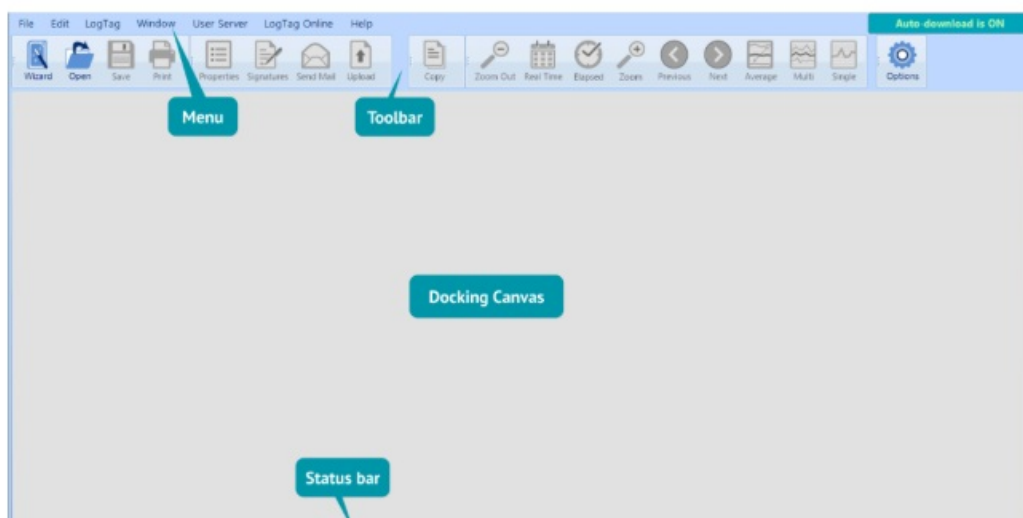 File Edit LogTag Window User Server LogTag Online Help Auto-download is ON
Wizard Open Save Print Properties Signatures Send Mail Upload Copy Zoom Out Real Time Elapsed Zoom Previous Next Average Multi Single Options
Menu Toolbar
Docking Canvas
Status bar